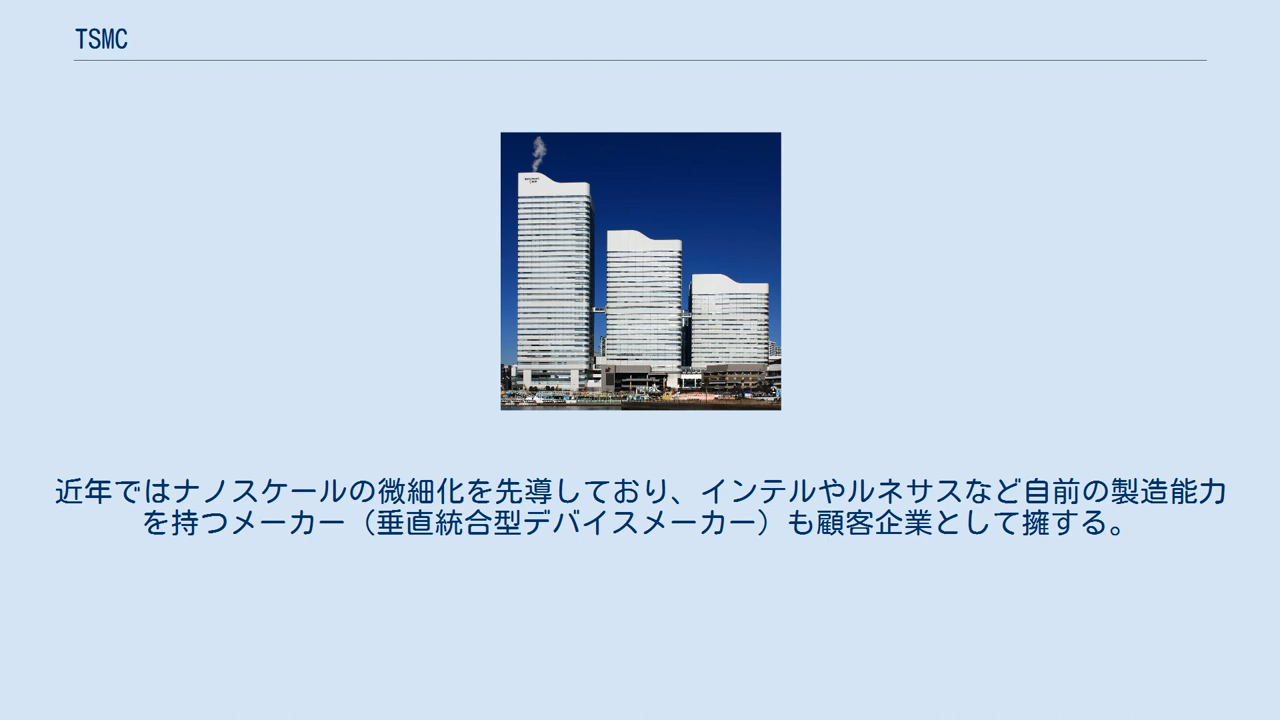 TSMC
近年ではナノスケールの微細化を先導しており、インテルやルネサスなど自前の製造能力
を持つメーカー（垂直統合型デバイスメーカー）も顧客企業として擁する。